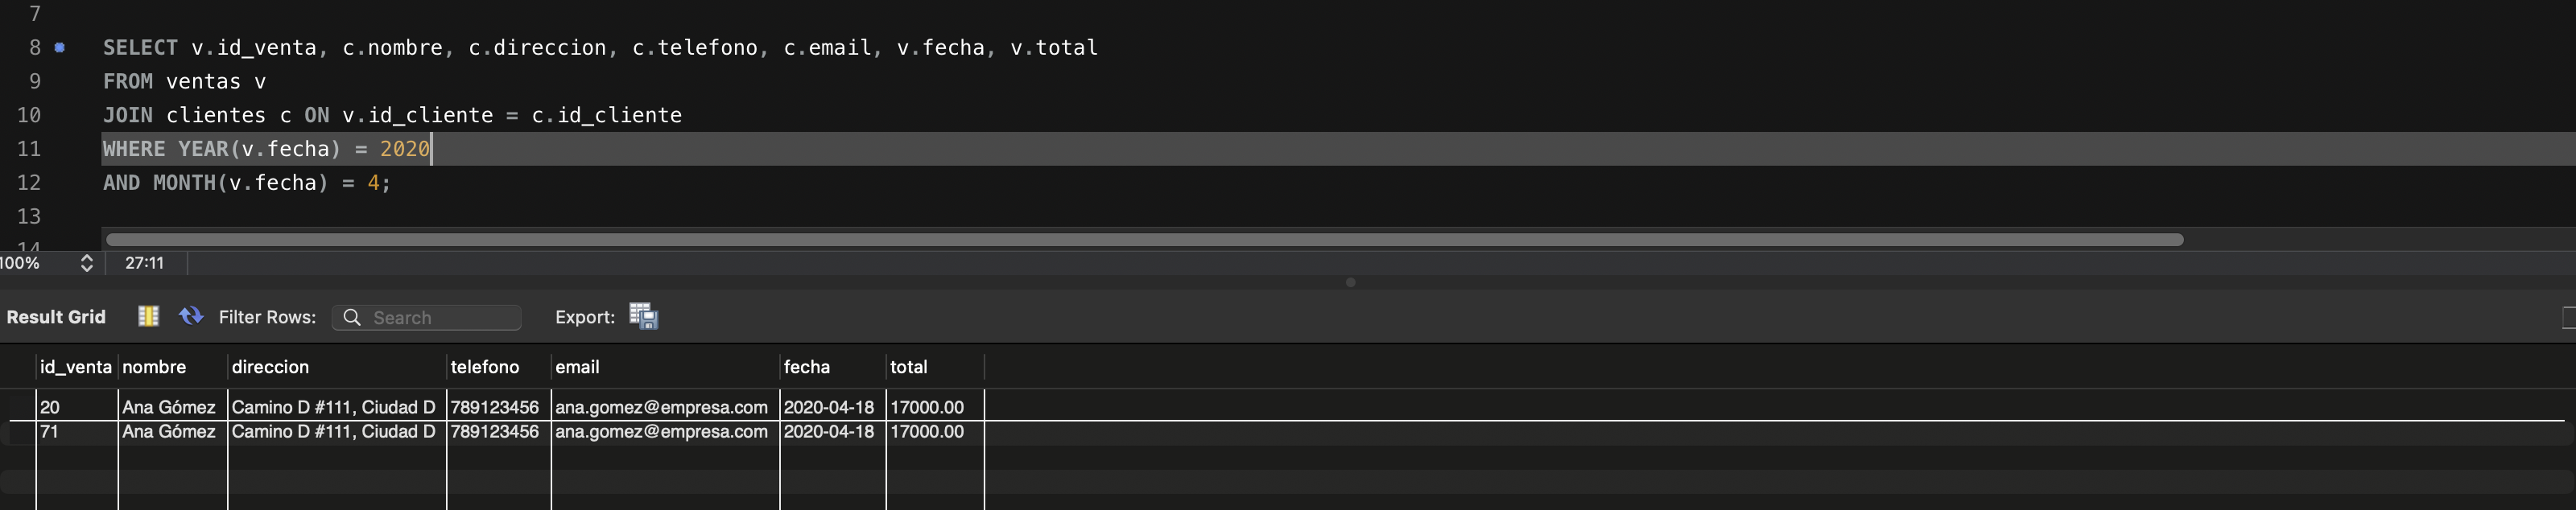 7
8 SELECT v.id_venta, c.nombre, c.direccion, c.telefono, c.email, v.fecha, v.total
9 FROM ventas v
10 JOIN clientes c ON v.id_cliente = c.id_cliente
11 WHERE YEAR(v.fecha) = 2020
12 AND MONTH(v.fecha) = 4;
13
14
100% 27:11
Result Grid Filter Rows: Search Export:
id_venta nombre direccion telefono email fecha total
20 Ana Gómez Camino D #111, Ciudad D 789123456 ana.gomez@empresa.com 2020-04-18 17000.00
71 Ana Gómez Camino D #111, Ciudad D 789123456 ana.gomez@empresa.com 2020-04-18 17000.00